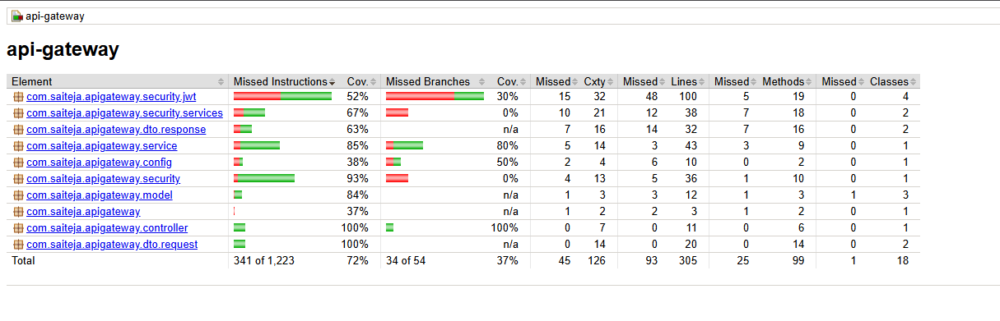 api-gateway
api-gateway
Element Missed Instructions Cov. Missed Branches Cov. Missed Cxty Missed Lines Missed Methods Missed Classes
com.saiteja.apigateway.security.jwt 52% 30% 15 32 48 100 5 19 0 4
com.saiteja.apigateway.security.services 67% 0% 10 21 12 38 7 18 0 2
com.saiteja.apigateway.dto.response 63% n/a 7 16 14 32 7 16 0 2
com.saiteja.apigateway.service 85% 80% 5 14 3 43 3 9 0 1
com.saiteja.apigateway.config 38% 50% 2 4 6 10 0 2 0 1
com.saiteja.apigateway.security 93% 0% 4 13 5 36 1 10 0 1
com.saiteja.apigateway.model 84% n/a 1 3 3 12 1 3 1 3
com.saiteja.apigateway 37% n/a 1 2 2 3 1 2 0 1
com.saiteja.apigateway.controller 100% 100% 0 7 0 11 0 6 0 1
com.saiteja.apigateway.dto.request 100% n/a 0 14 0 20 0 14 0 2
Total 341 of 1,223 72% 34 of 54 37% 45 126 93 305 25 99 1 18